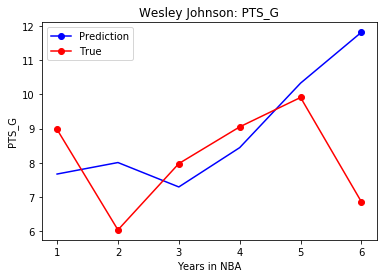 Wesley Johnson: PTS_G
Prediction
True
PTS_G
12
11
10
9
8
7
6
1 2 3 4 5 6
Years in NBA